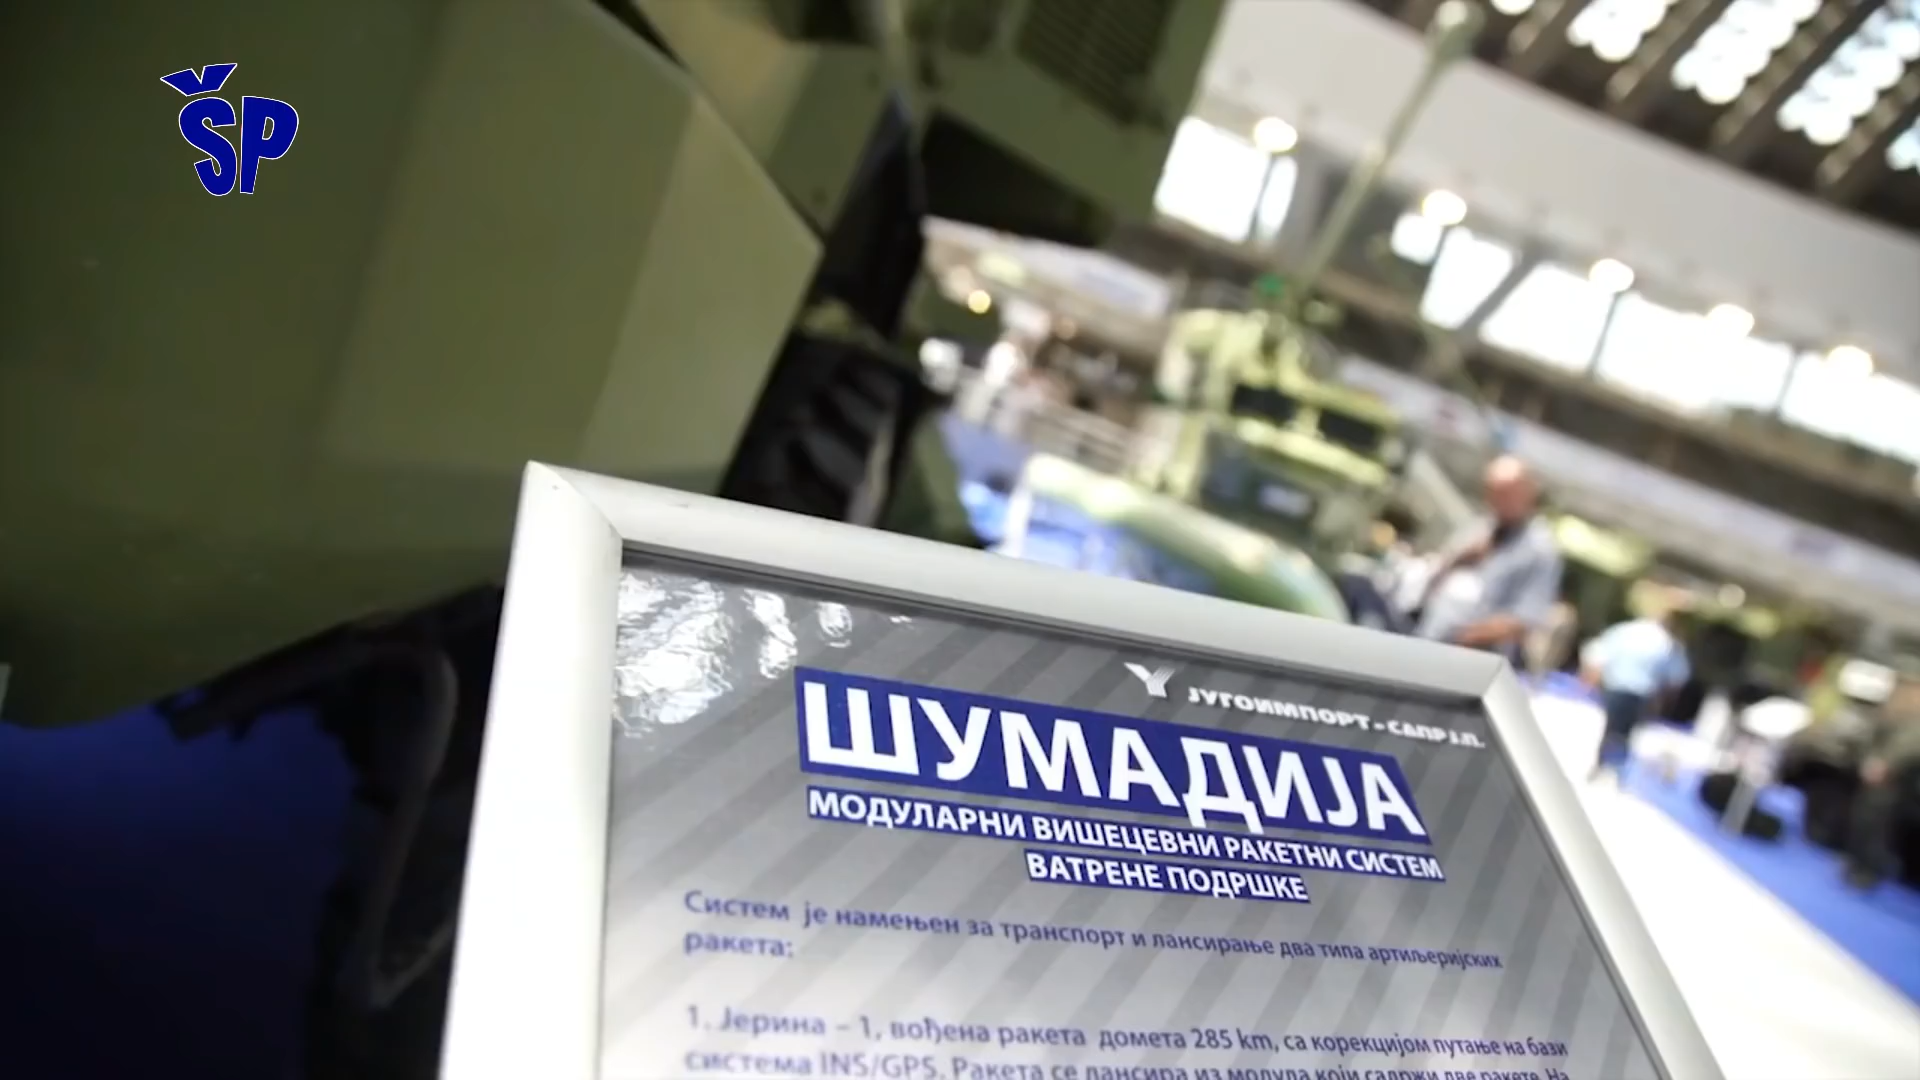 ŠP
ЈУГОИМПОРТ - СДПР Ј.П.
ШУМАДИЈА
МОДУЛАРНИ ВИШЕЦЕВНИ РАКЕТНИ СИСТЕМ
ВАТРЕНЕ ПОДРШКЕ
Систем је намењен за транспорт и лансирање два типа артиљеријских
ракета:
1. Јерина – 1, вођена ракета домета 285 km, са корекцијом путање на бази
система INS/GPS. Ракета се лансира из модула који садржи две ракете. На